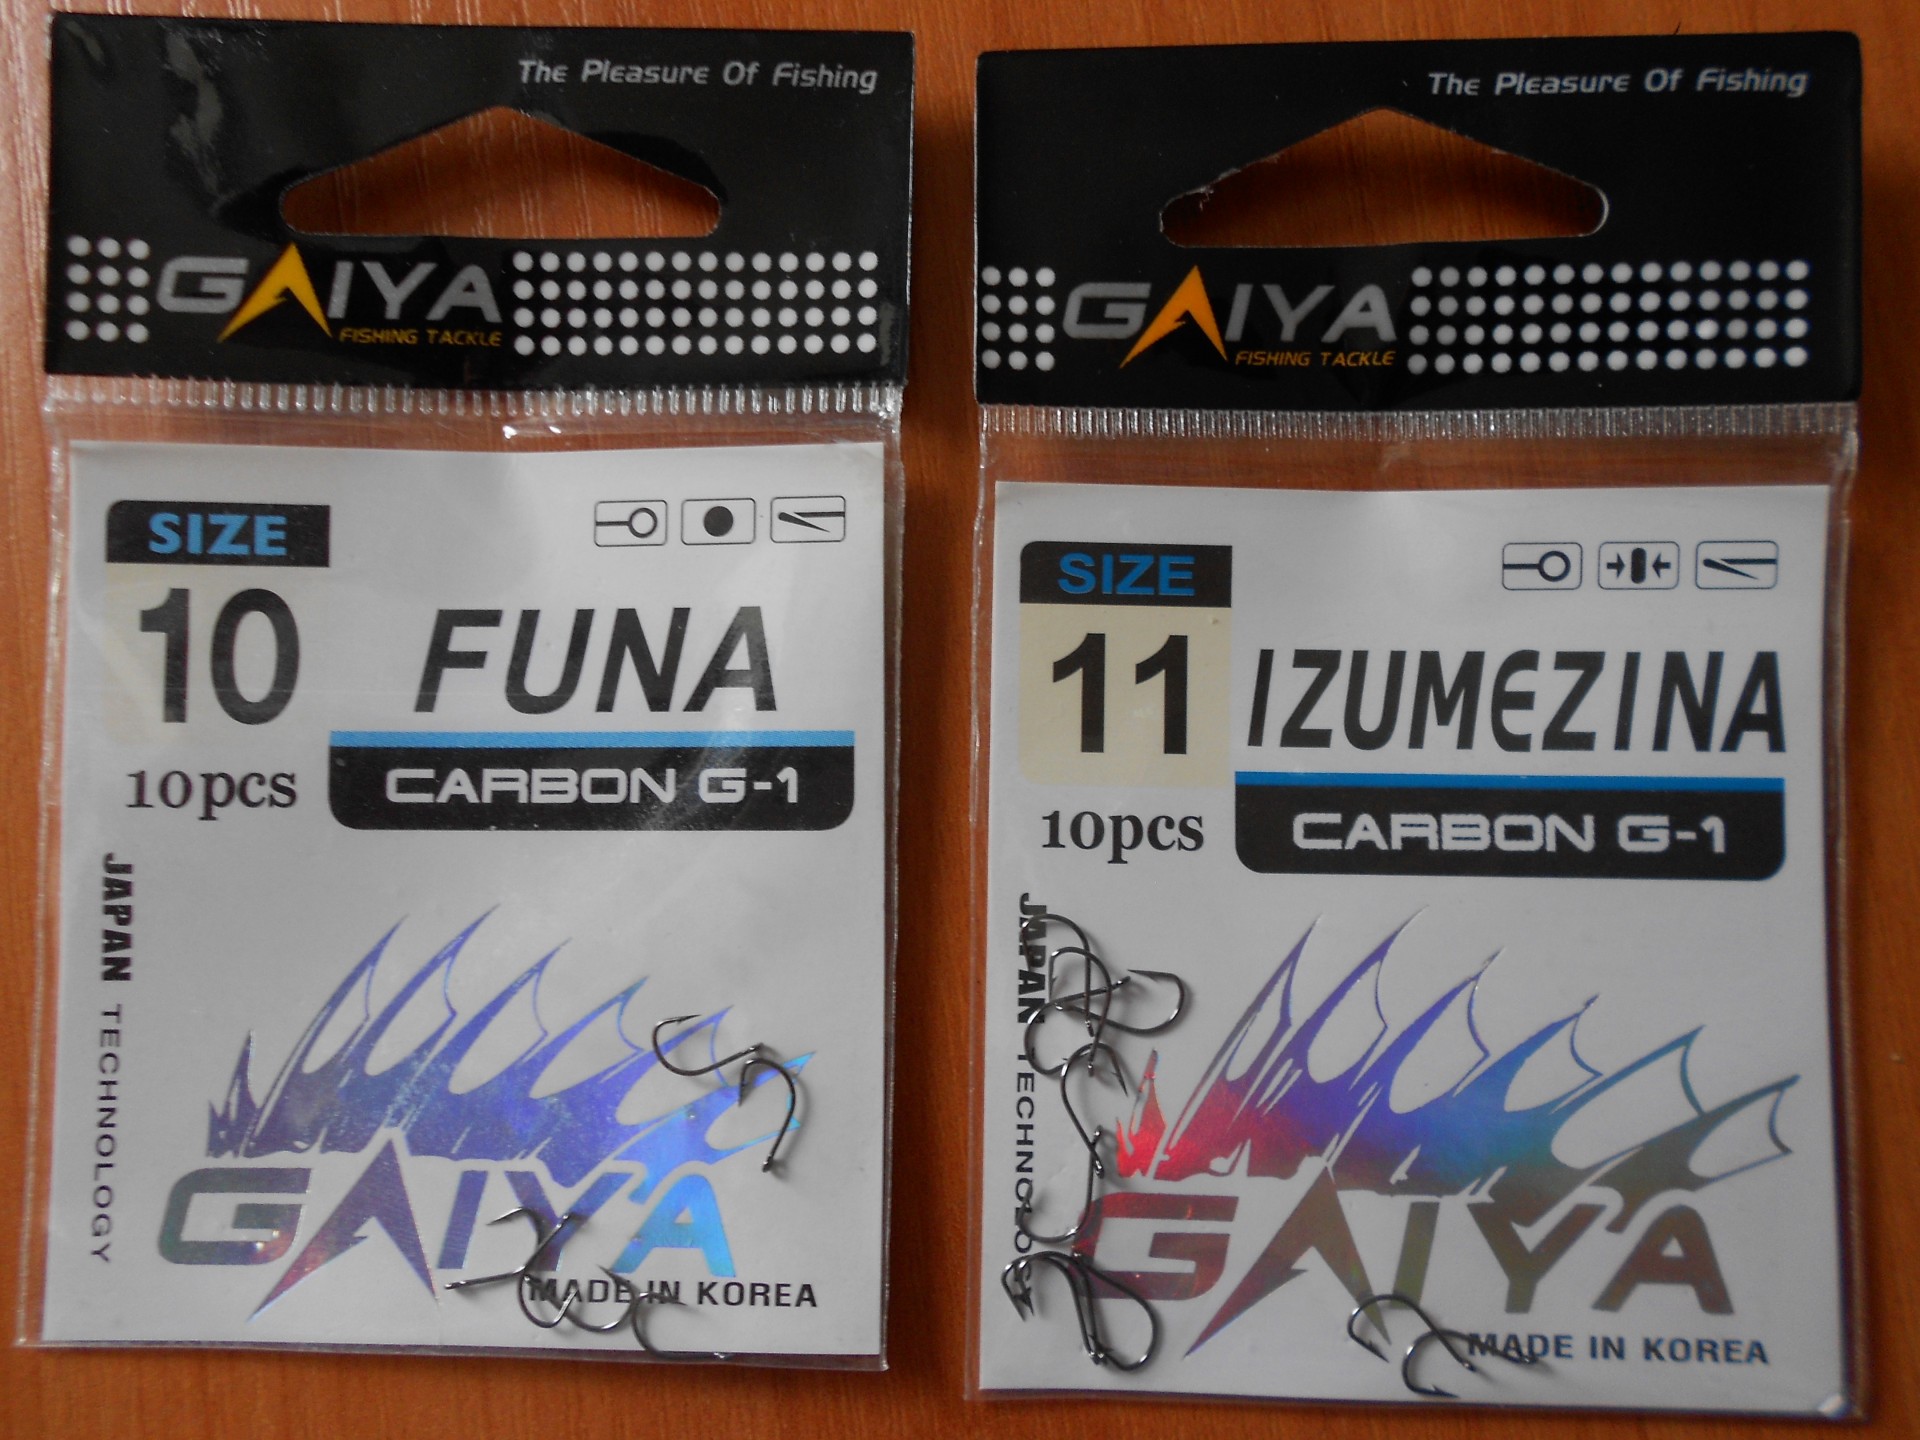 The Pleasure Of Fishing
GAIYA
FISHING TACKLE
SIZE
10
FUNA
10pcs
CARBON G-1
JAPAN TECHNOLOGY
GAIYA
MADE IN KOREA
The Pleasure Of Fishing
GAIYA
FISHING TACKLE
SIZE
11
IZUMEZINA
10pcs
CARBON G-1
JAPAN TECHNOLOGY
GAIYA
MADE IN KOREA